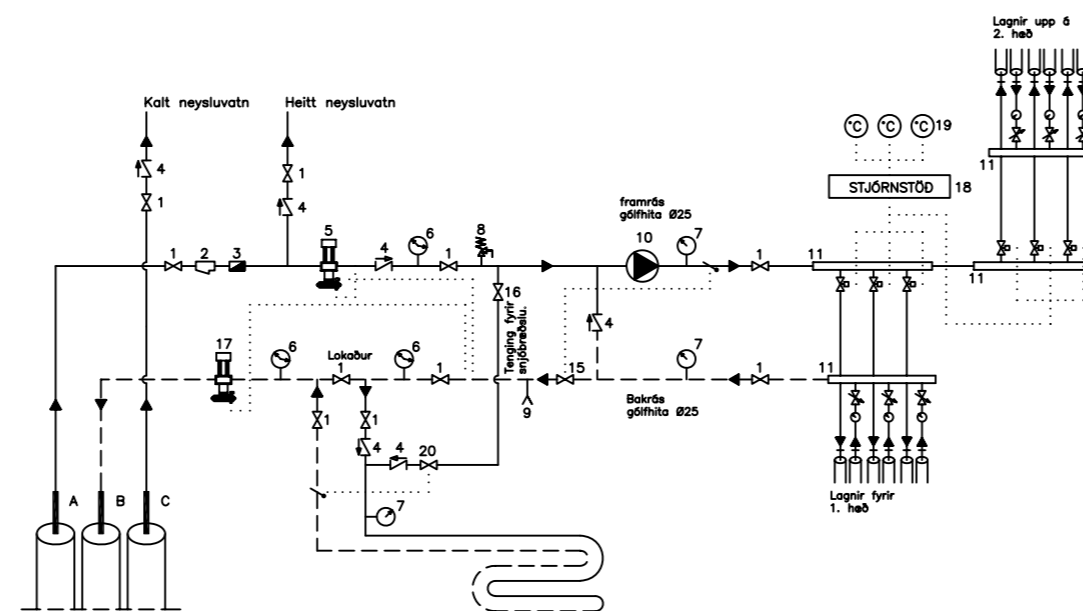 Lagnir upp á
2. hæð
Kalt neysluvatn
Heitt neysluvatn
°C °C °C 19
4 1 11
1 4
STJÓRNSTÖÐ 18
framrás
gólfhita Ø25
1 2 3 5 4 6 1 8 10 7 1 11 11
16
Tenging fyrir
snjóbræðslu.
4
17 6 Lokaður 1 6 1 15 7 1 11
9
Bakrás
gólfhita Ø25
1 1
4 4 20
7
Lagnir fyrir
1. hæð
A B C